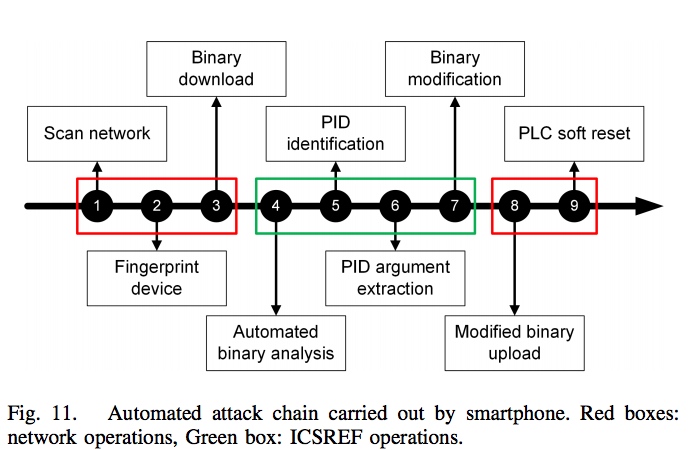 Binary
download
Binary
modification
Scan network
PID
identification
PLC soft reset
1 2 3 4 5 6 7 8 9
Fingerprint
device
PID argument
extraction
Automated
binary analysis
Modified binary
upload
Fig. 11. Automated attack chain carried out by smartphone. Red boxes:
network operations, Green box: ICSREF operations.